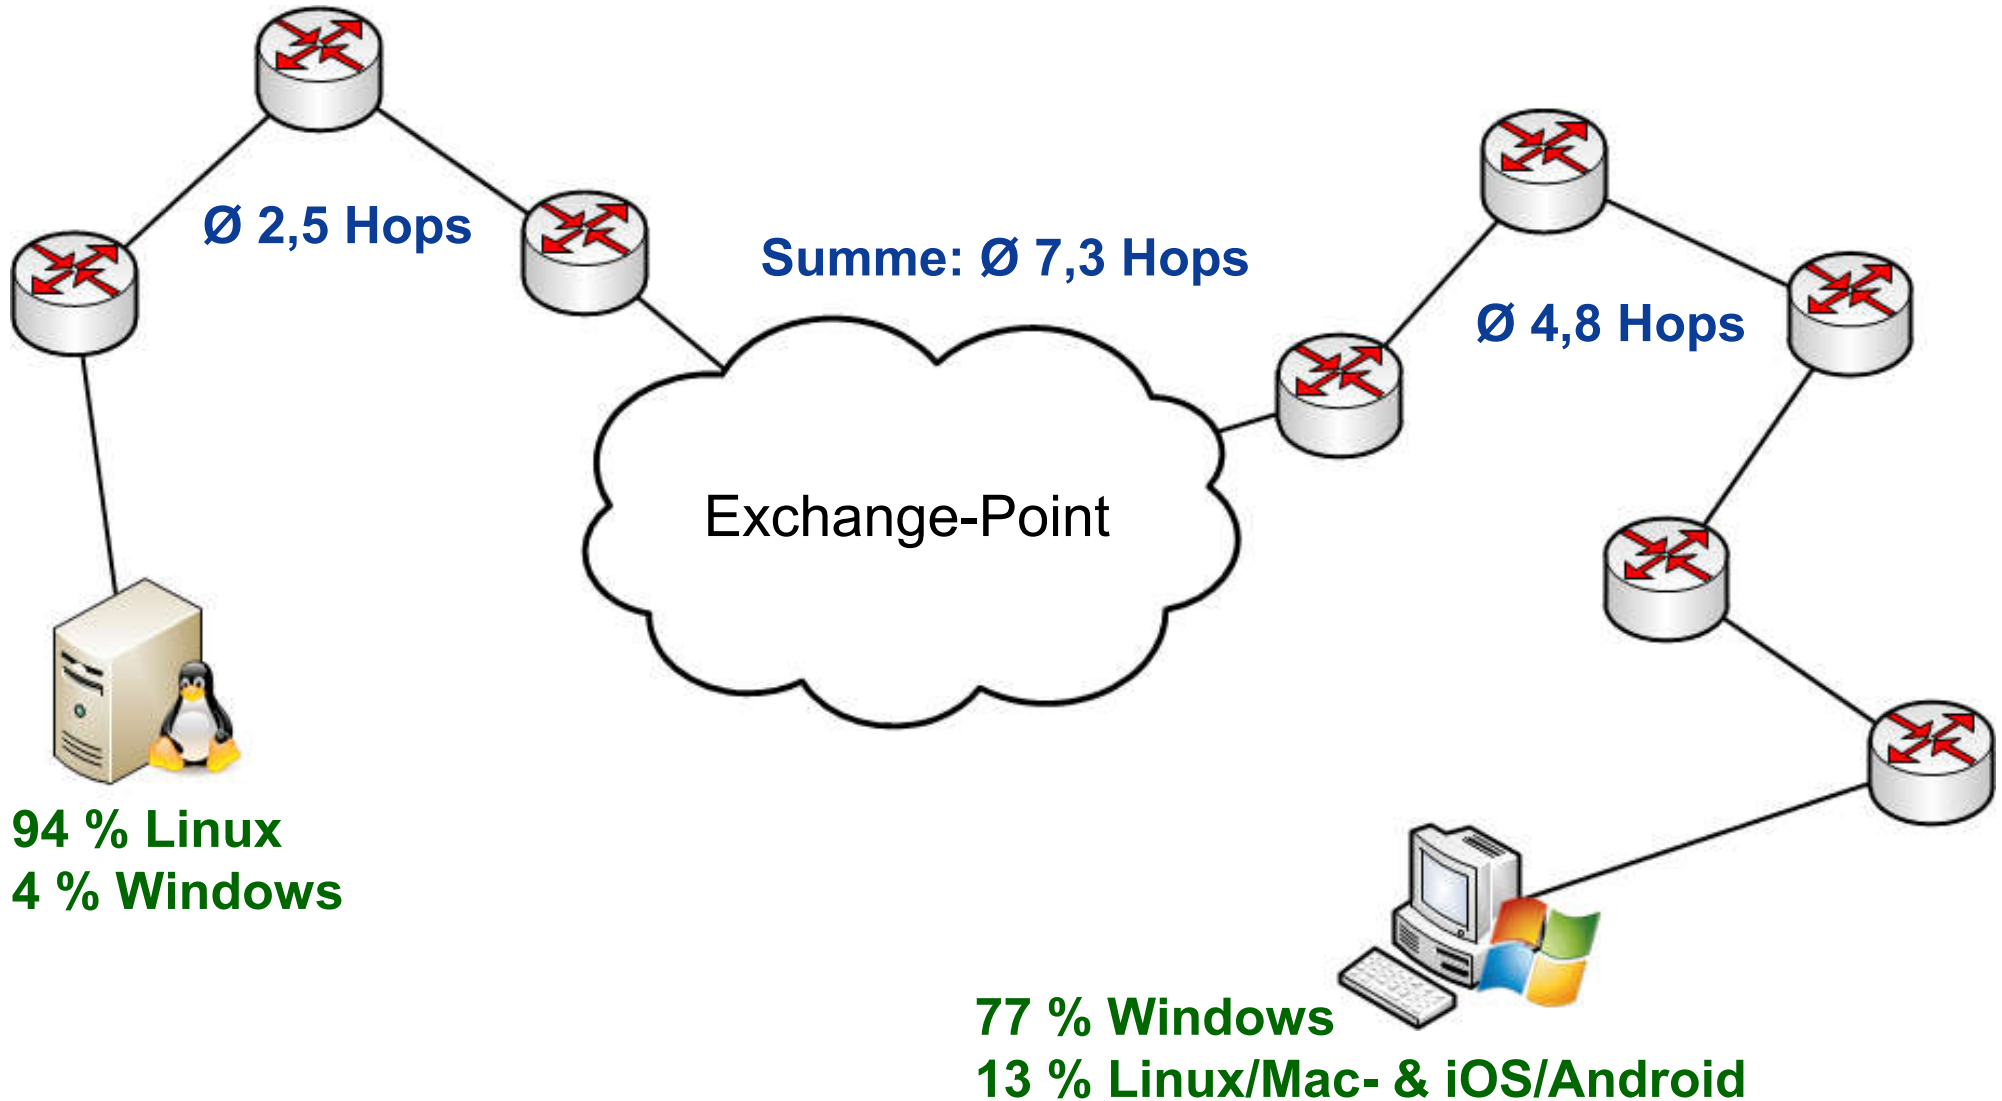 Ø 2,5 Hops
Summe: Ø 7,3 Hops
Ø 4,8 Hops
Exchange-Point
94 % Linux
4 % Windows
77 % Windows
13 % Linux/Mac- & iOS/Android